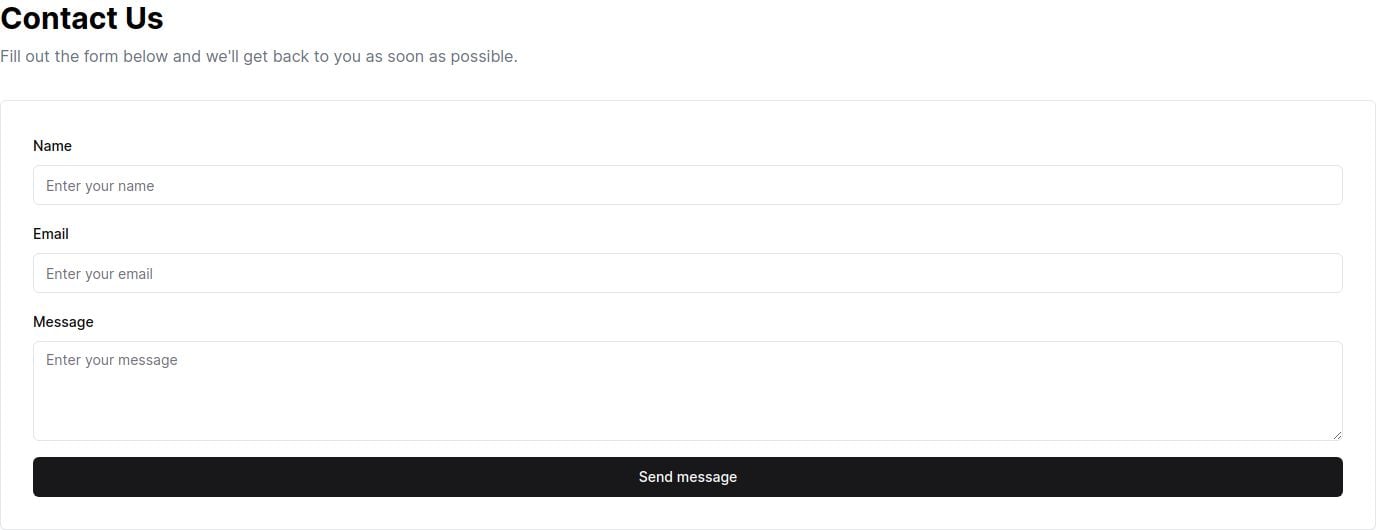 Contact Us
Fill out the form below and we'll get back to you as soon as possible.
Name
Enter your name
Email
Enter your email
Message
Enter your message
Send message